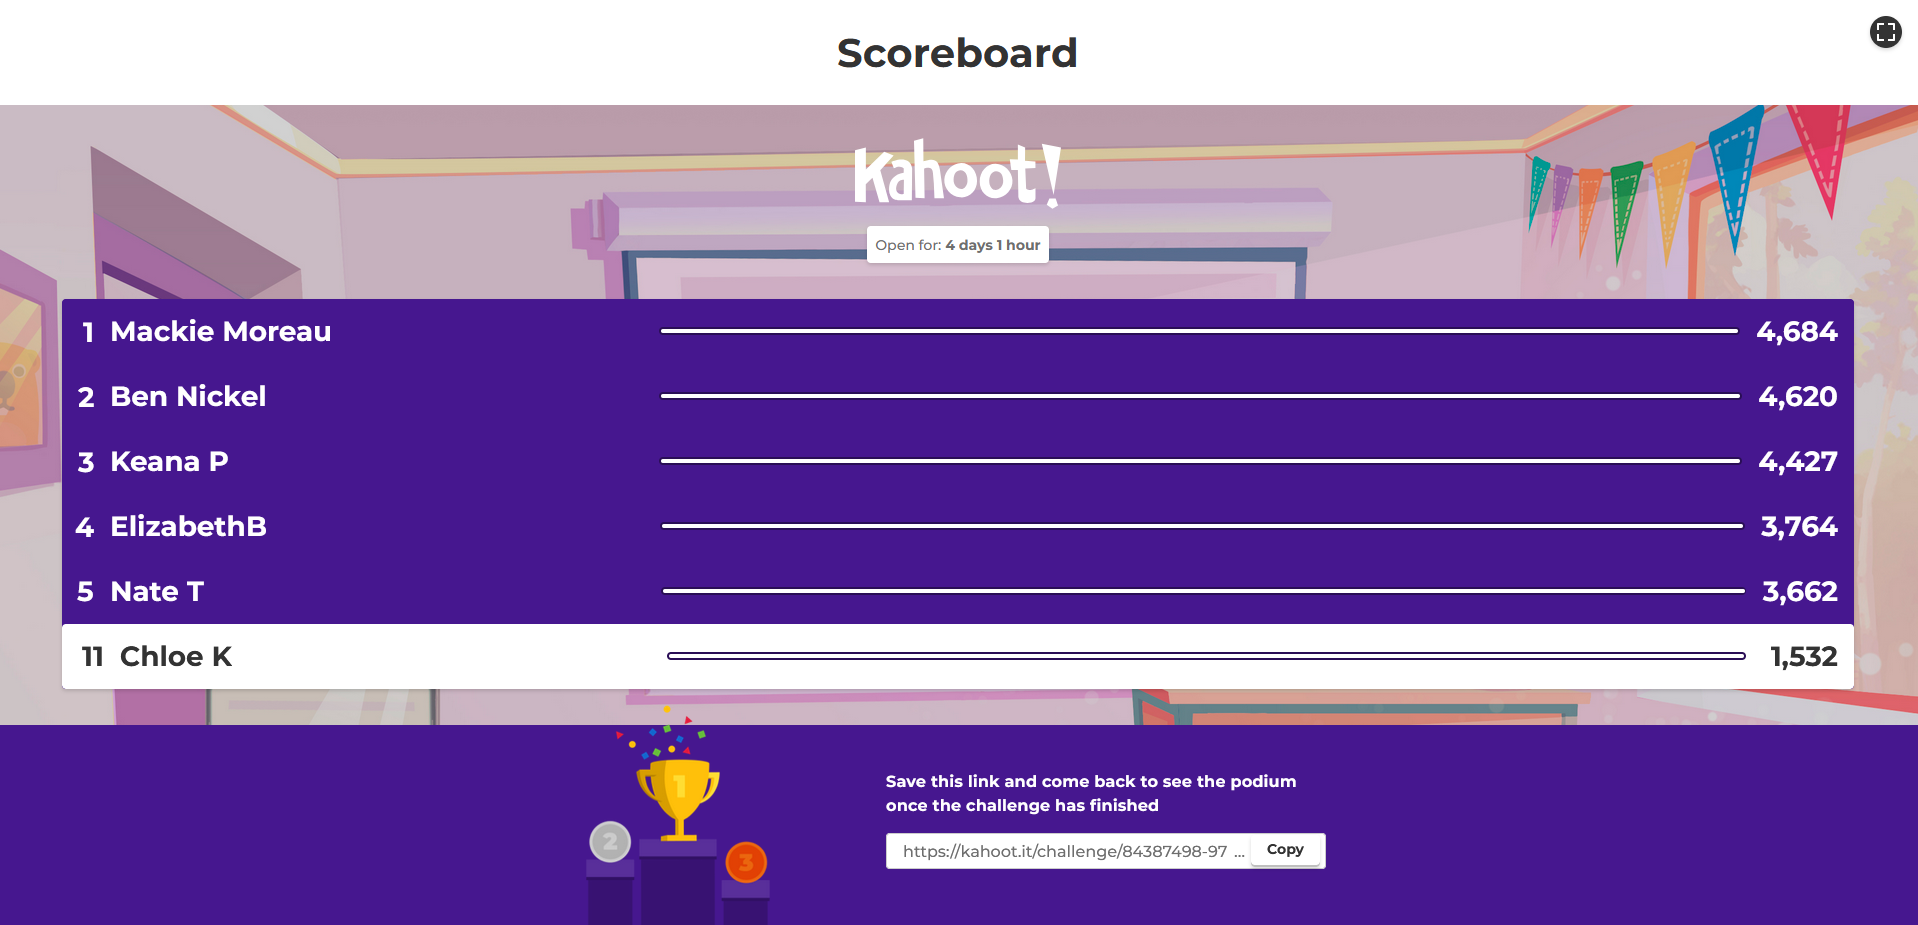 Scoreboard
Kahoot!
Open for: 4 days 1 hour
1 Mackie Moreau 4,684
2 Ben Nickel 4,620
3 Keana P 4,427
4 ElizabethB 3,764
5 Nate T 3,662
11 Chloe K 1,532
1
2
3
Save this link and come back to see the podium
once the challenge has finished
https://kahoot.it/challenge/84387498-97 ... Copy